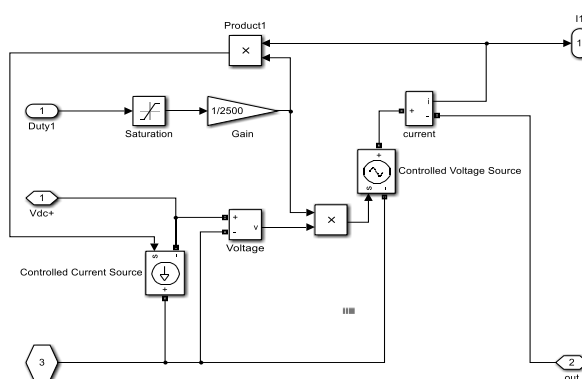 Product1
I1
1
×
1
Duty1
Saturation
1/2500
Gain
i
+
-
current
+
s
-
Controlled Voltage Source
1
Vdc+
+
-
v
Voltage
×
s
-
+
Controlled Current Source
3
2
out